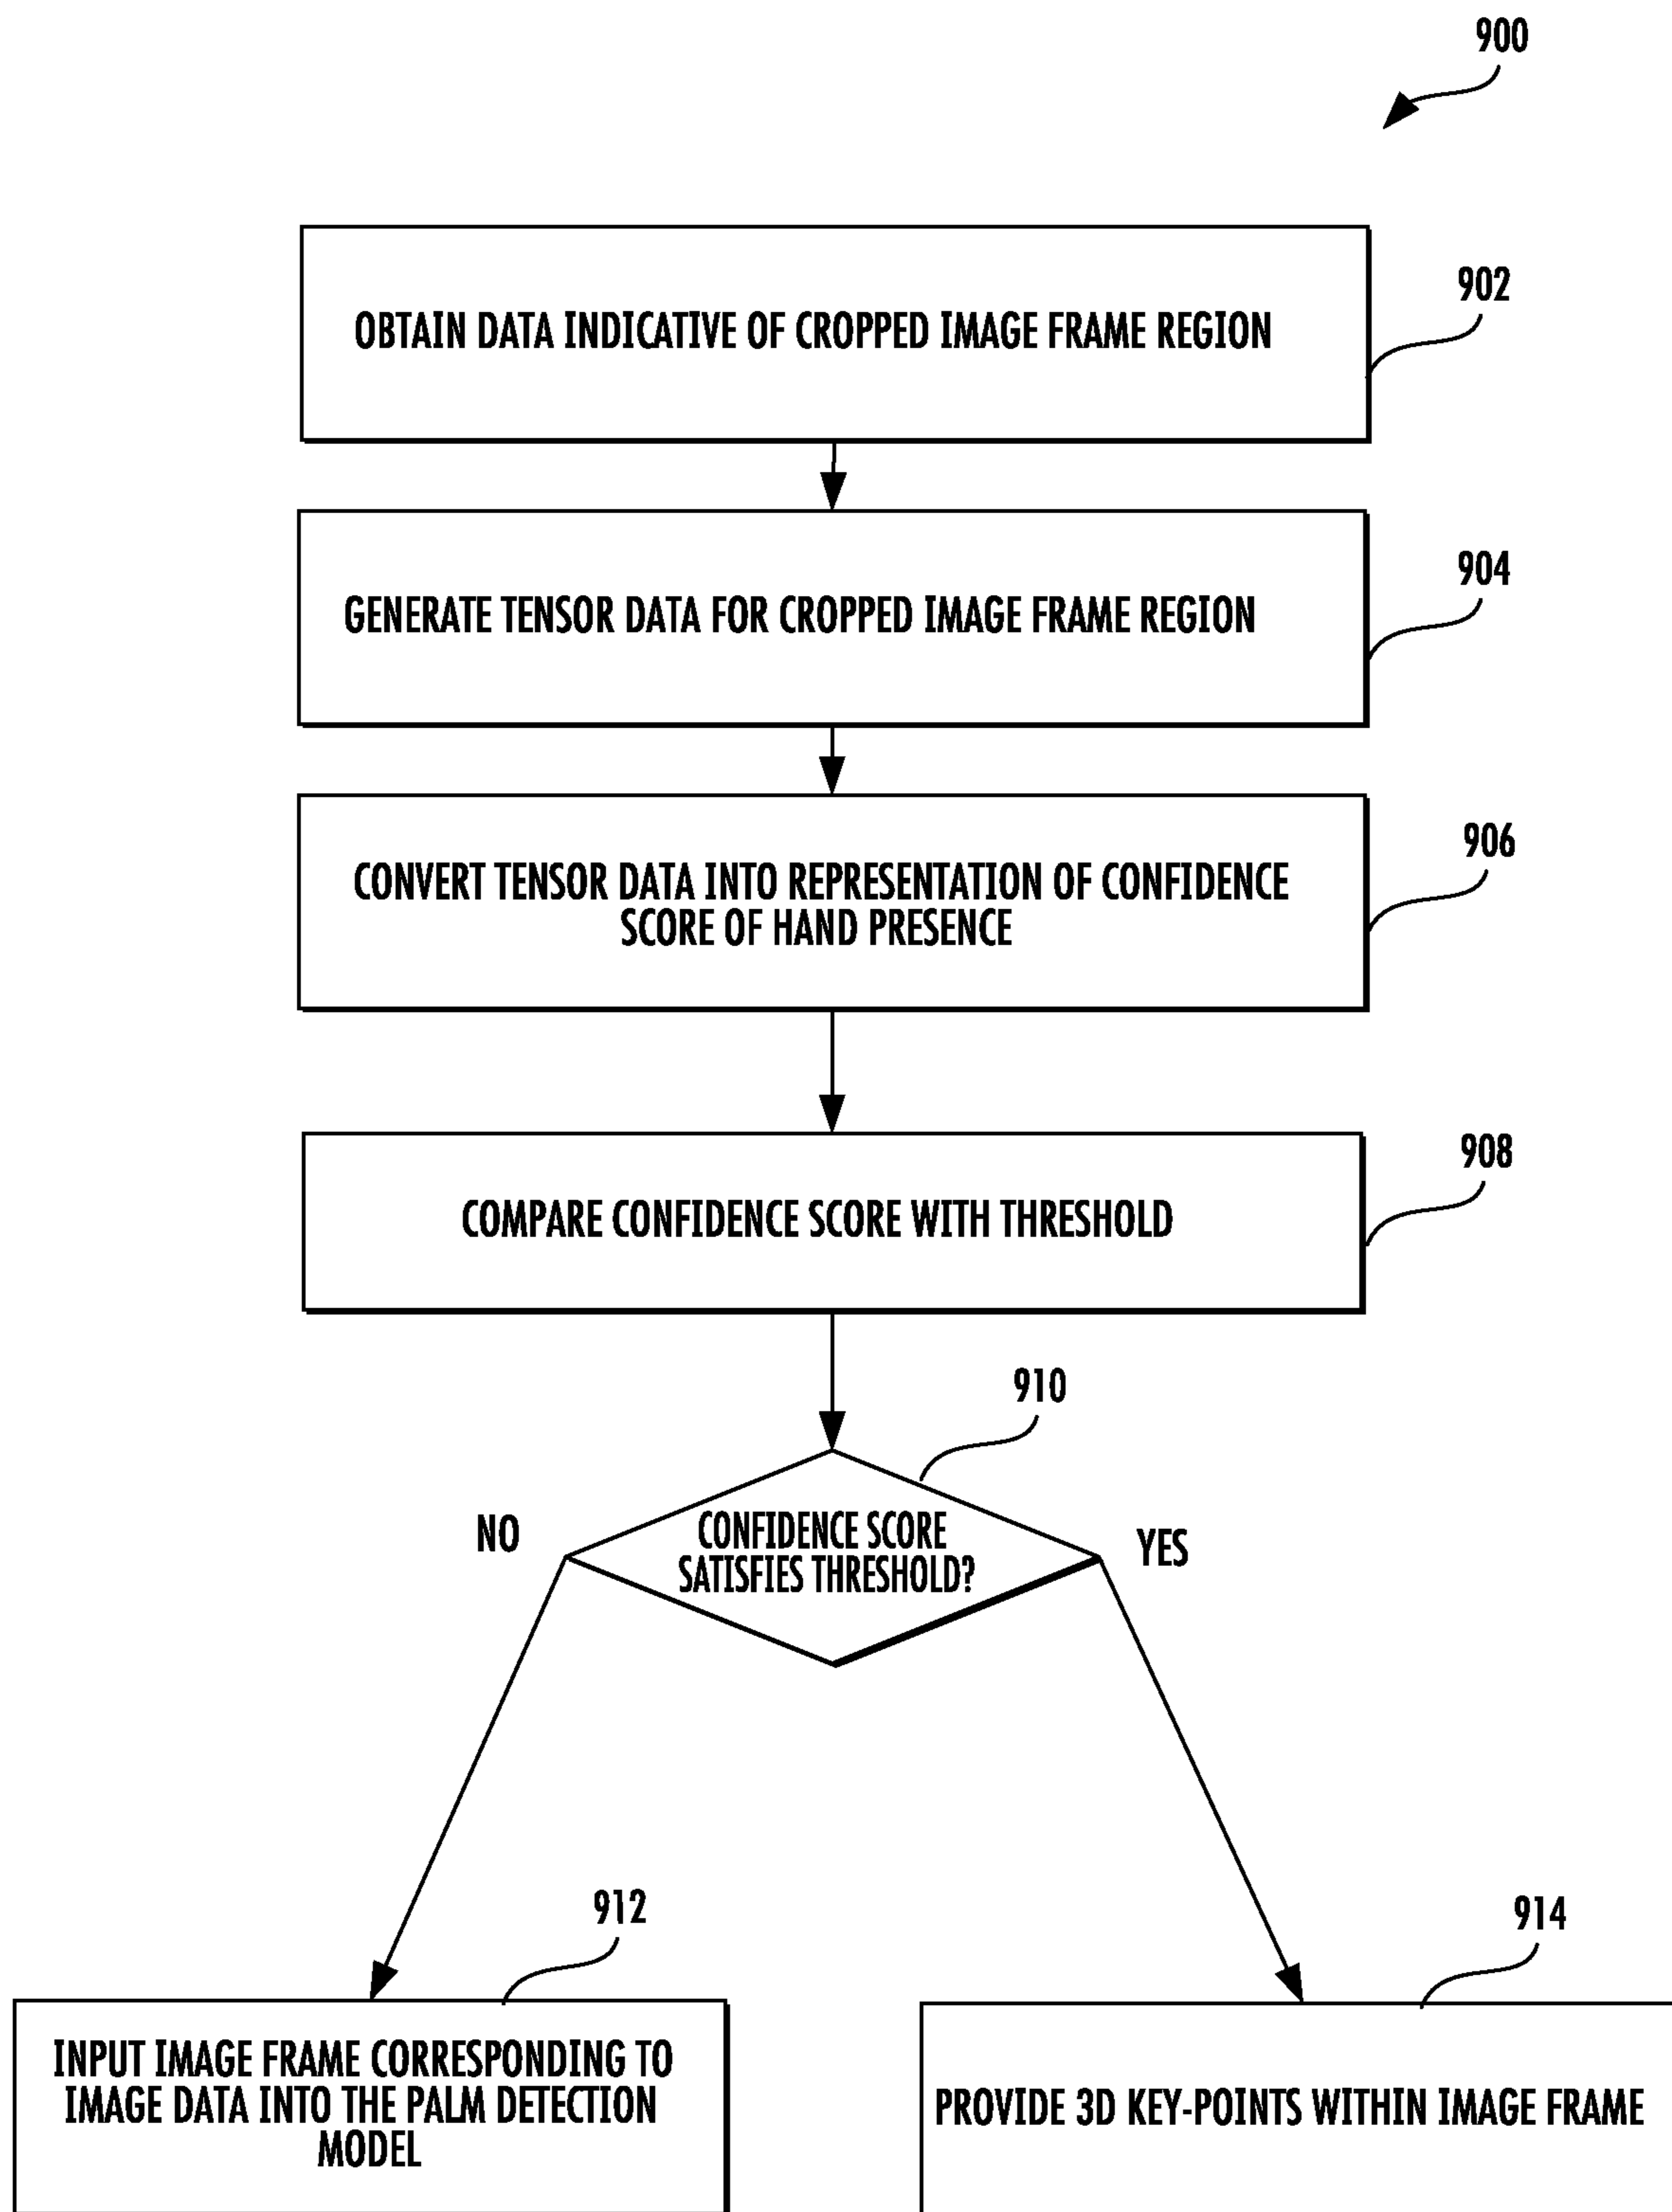 900
902
OBTAIN DATA INDICATIVE OF CROPPED IMAGE FRAME REGION
904
GENERATE TENSOR DATA FOR CROPPED IMAGE FRAME REGION
906
CONVERT TENSOR DATA INTO REPRESENTATION OF CONFIDENCE
SCORE OF HAND PRESENCE
908
COMPARE CONFIDENCE SCORE WITH THRESHOLD
910
CONFIDENCE SCORE
SATISFIES THRESHOLD?
NO
YES
912
INPUT IMAGE FRAME CORRESPONDING TO
IMAGE DATA INTO THE PALM DETECTION
MODEL
914
PROVIDE 3D KEY-POINTS WITHIN IMAGE FRAME